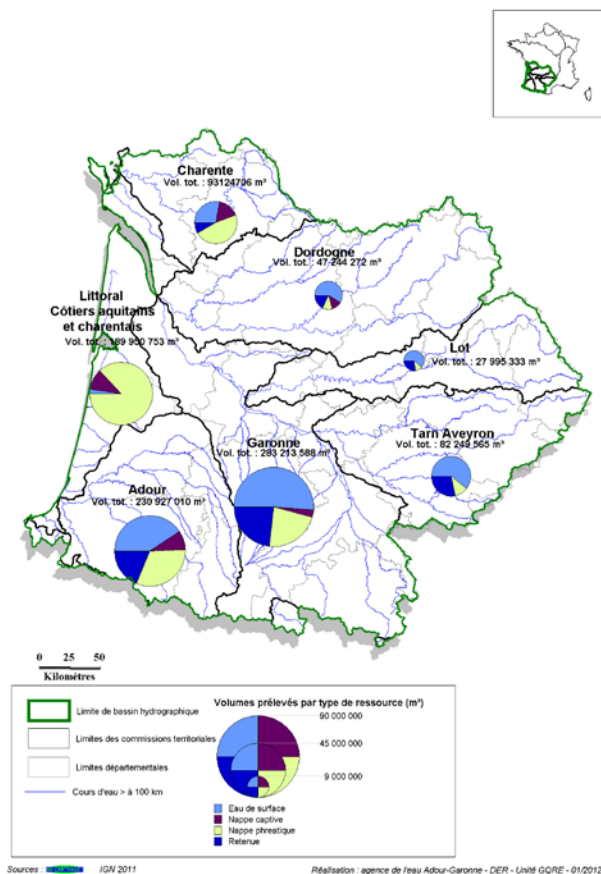 Charente
Vol. tot. : 93124706 m³
Dordogne
Vol. tot. : 47 244 272 m³
Littoral
Côtiers aquitains
et charentais
Vol. tot. : 189 950 753 m³
Lot
Vol. tot. : 27 995 333 m³
Garonne
Vol. tot. : 283 213 588 m³
Tarn Aveyron
Vol. tot. : 82 249 565 m³
Adour
Vol. tot. : 230 927 010 m³
0 25 50
Kilomètres
Limite de bassin hydrographique
Limites des commissions territoriales
Limites départementales
Cours d'eau > à 100 km
Volumes prélevés par type de ressource (m³)
90 000 000
45 000 000
9 000 000
Eau de surface
Nappe captive
Nappe phreatique
Retenue
Sources : IGN 2011
Réalisation : agence de l'eau Adour-Garonne - DER - Unité GQRE - 01/2012